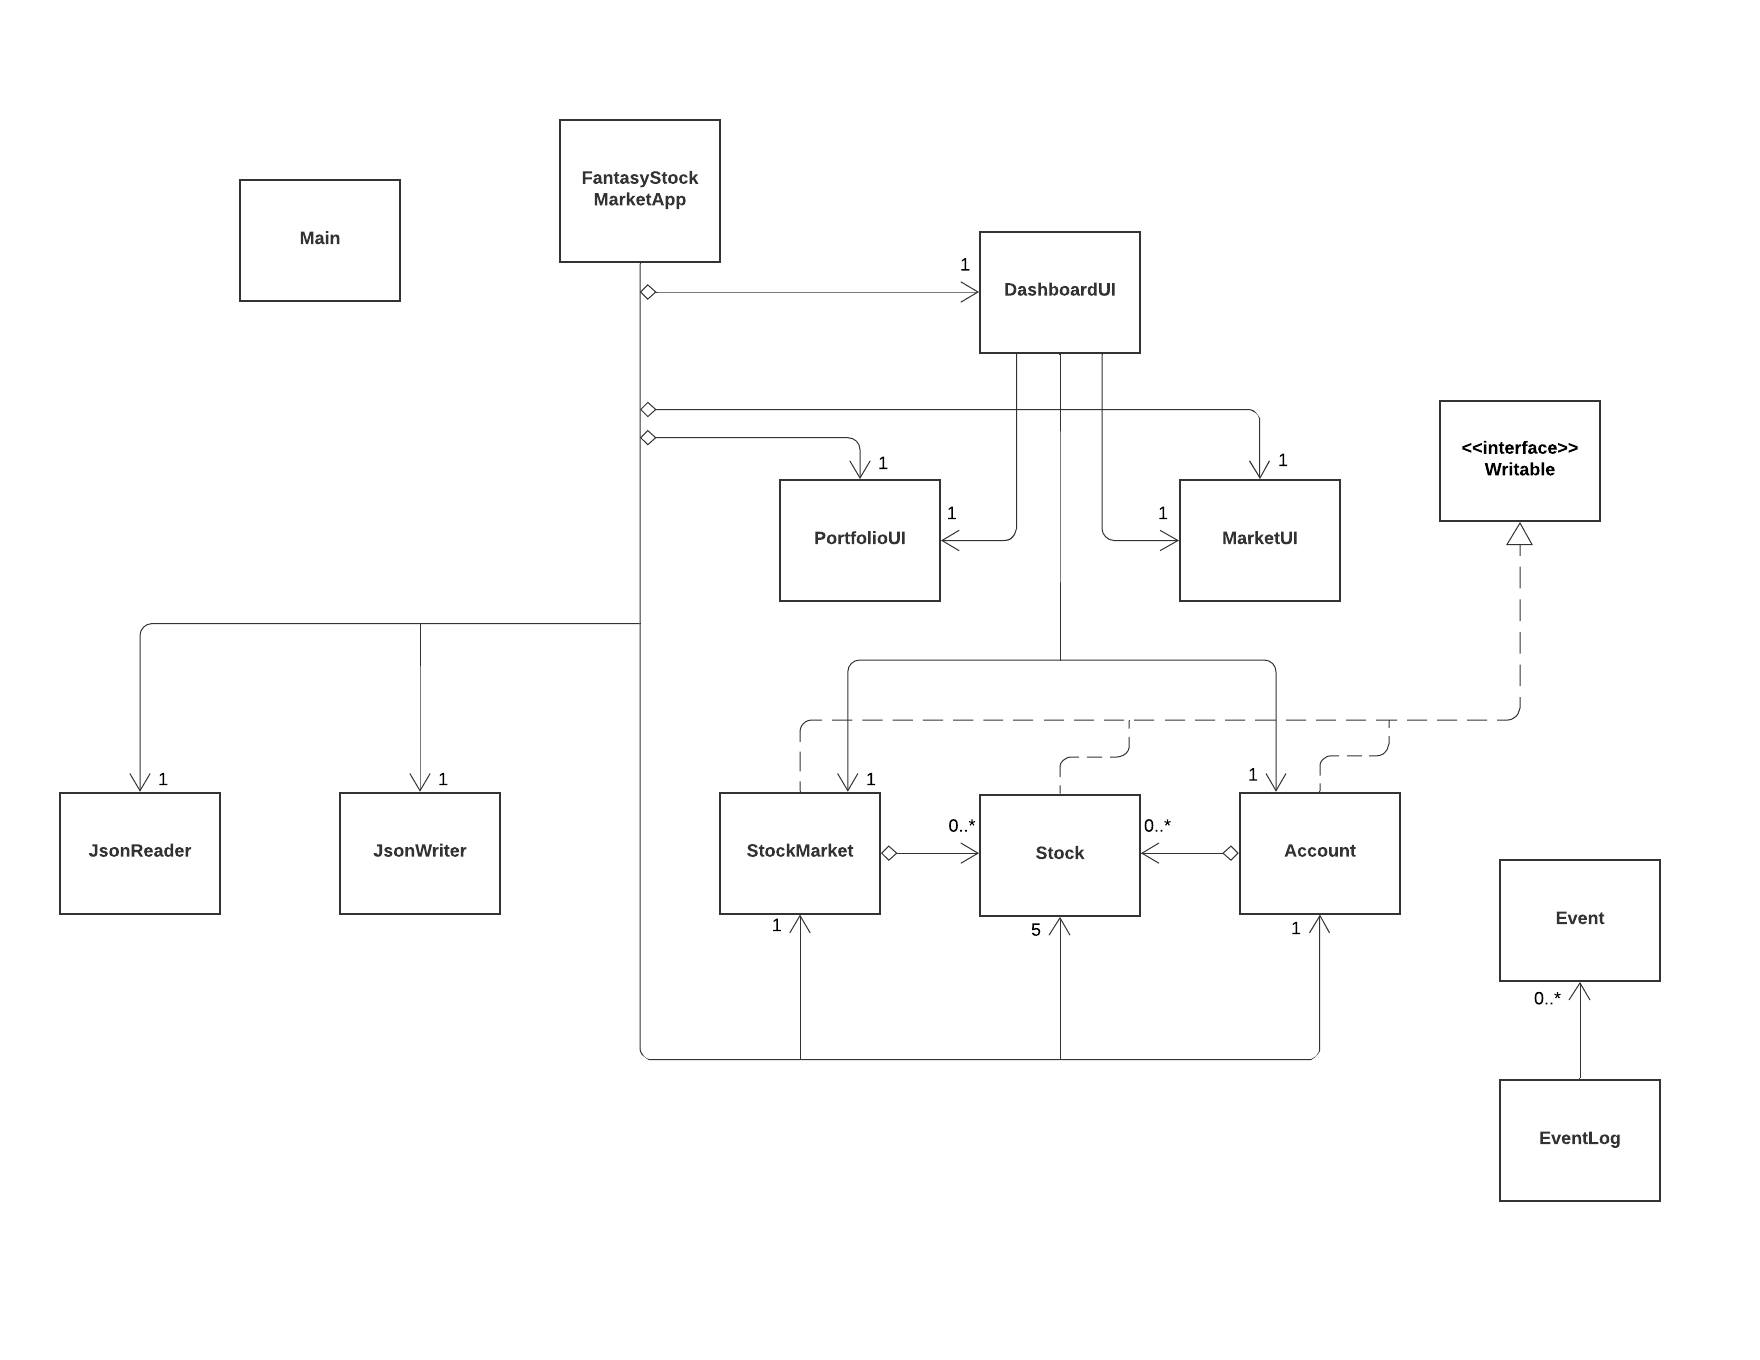 FantasyStock
MarketApp
Main
1
DashboardUI
<<interface>>
Writable
1
1
1
1
PortfolioUI
MarketUI
1
1
1
1
0..*
0..*
JsonReader
JsonWriter
StockMarket
Stock
Account
1
5
1
Event
0..*
EventLog